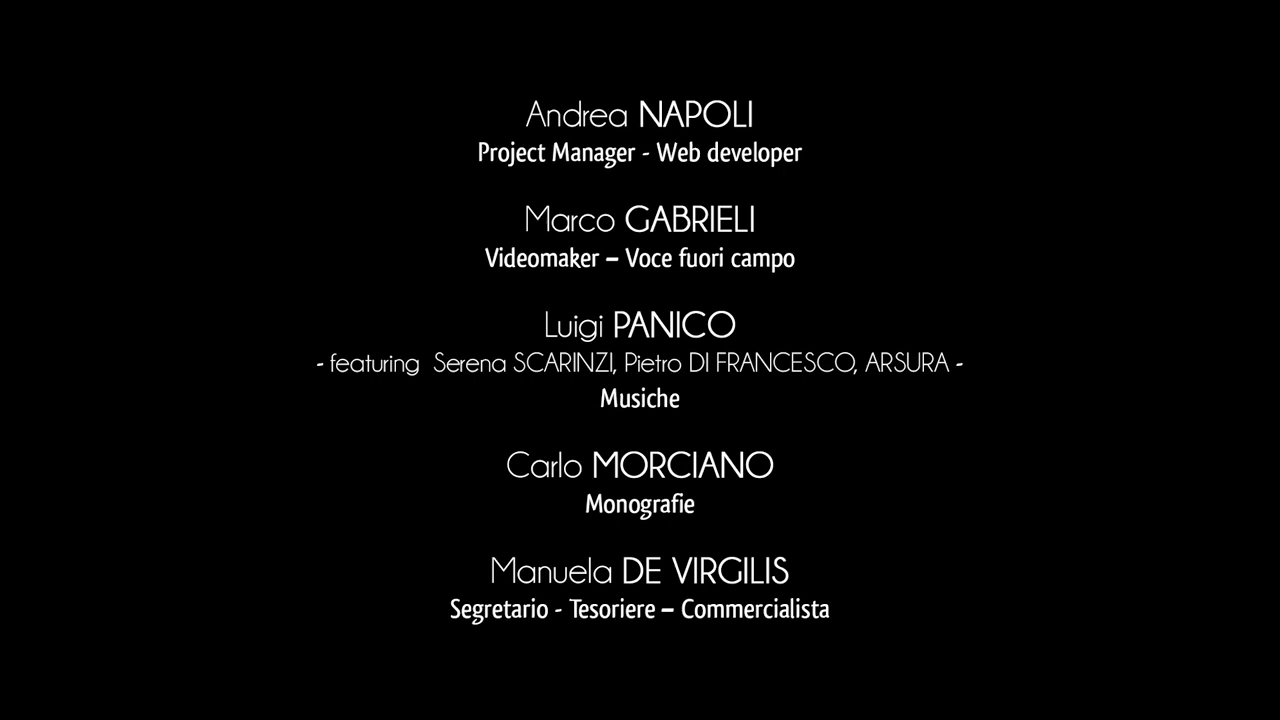 Andrea NAPOLI
Project Manager - Web developer
Marco GABRIELI
Videomaker – Voce fuori campo
Luigi PANICO
- featuring Serena SCARINZI, Pietro DI FRANCESCO, ARSURA -
Musiche
Carlo MORCIANO
Monografie
Manuela DE VIRGILIS
Segretario - Tesoriere – Commercialista